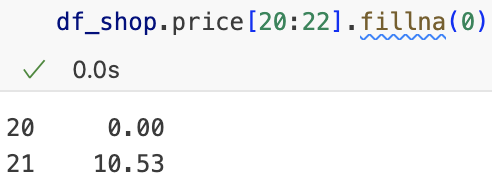 df_shop.price[20:22].fillna(0)
✓ 0.0s
20 0.00
21 10.53